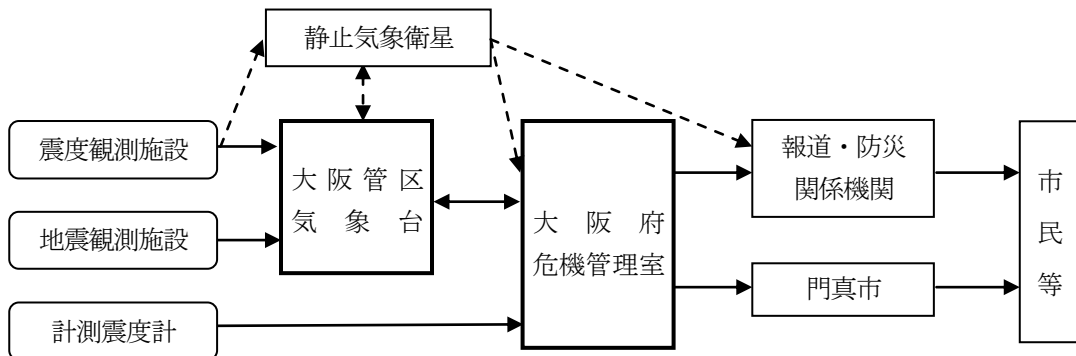 静止気象衛星
震度観測施設
地震観測施設
計測震度計
大阪管区
気象台
大阪府
危機管理室
報道・防災
関係機関
門真市
市
民
等